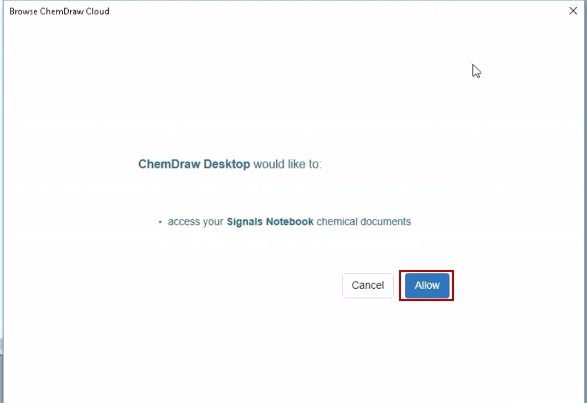 Browse ChemDraw Cloud
ChemDraw Desktop would like to:
• access your Signals Notebook chemical documents
Cancel
Allow